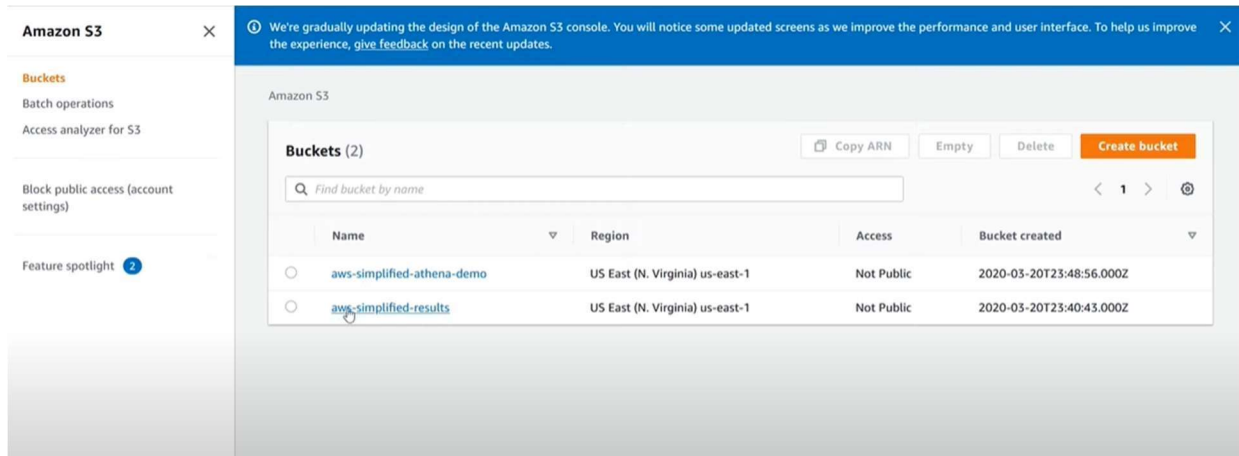 Amazon S3
We're gradually updating the design of the Amazon S3 console. You will notice some updated screens as we improve the performance and user interface. To help us improve
the experience, give feedback on the recent updates.
Buckets
Batch operations
Access analyzer for S3
Block public access (account
settings)
Feature spotlight 2
Amazon S3
Buckets (2)
Copy ARN Empty Delete Create bucket
Find bucket by name
1
Name Region Access Bucket created
aws-simplified-athena-demo US East (N. Virginia) us-east-1 Not Public 2020-03-20T23:48:56.000Z
aws-simplified-results US East (N. Virginia) us-east-1 Not Public 2020-03-20T23:40:43.000Z